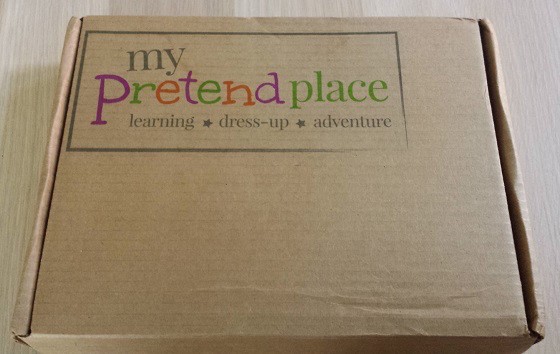 my
pretend place
learning ★ dress-up ★ adventure